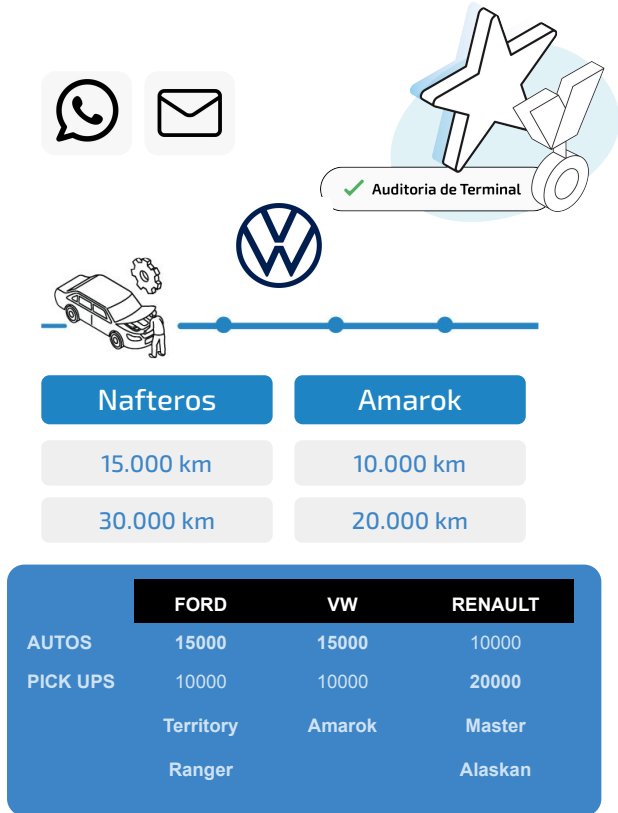 Auditoria de Terminal
Nafteros Amarok
15.000 km 10.000 km
30.000 km 20.000 km
FORD VW RENAULT
AUTOS 15000 15000 10000
PICK UPS 10000 10000 20000
Territory Amarok Master
Ranger Alaskan